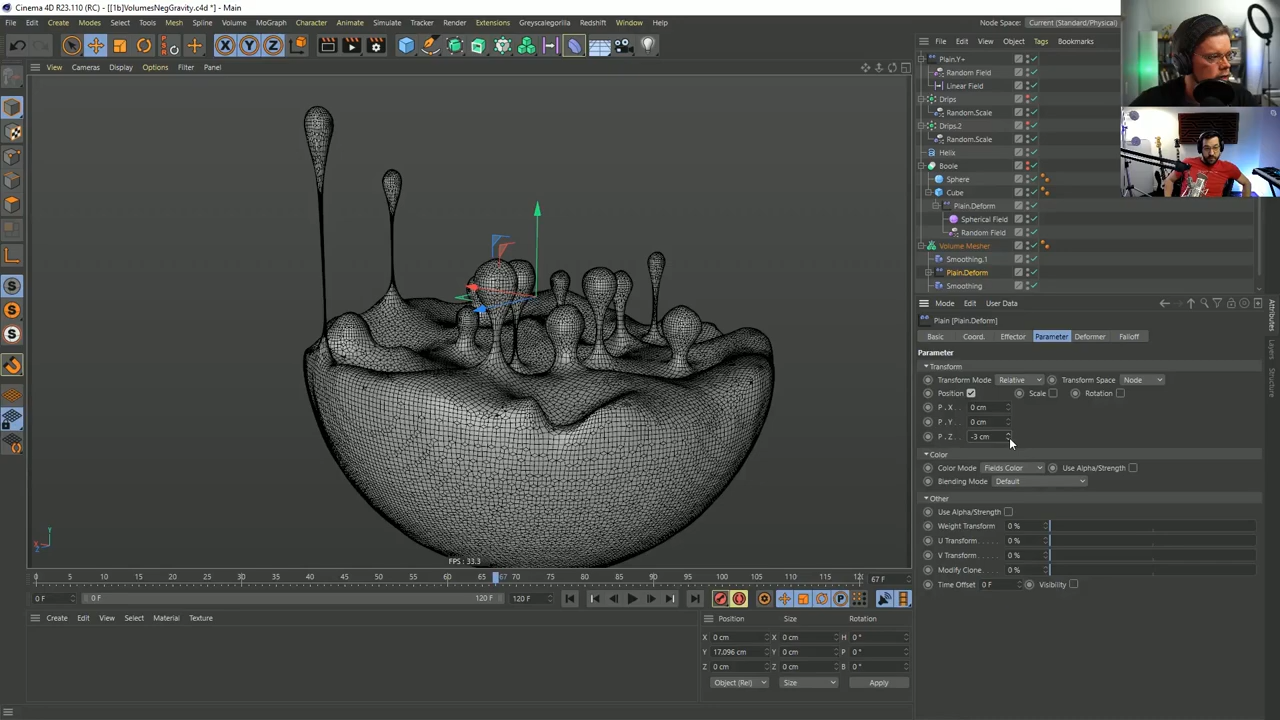 Cinema 4D R23.110 (RC) - [[1b]VolumesNegGravity.c4d *] - Main
File Edit Create Modes Select Tools Mesh Spline Volume MoGraph Character Animate Simulate Tracker Render Extensions Greyscalegorilla Redshift Window Help Node Space: Current (Standard/Physical)
X Y Z
View Cameras Display Options Filter Panel
File Edit View Object Tags Bookmarks
Plain.Y+
Random Field
Linear Field
Drips
Random.Scale
Drips.2
Random.Scale
Helix
Boole
Sphere
Cube
Plain.Deform
Spherical Field
Random Field
Volume Mesher
Smoothing.1
Plain.Deform
Smoothing
Mode Edit User Data
Plain [Plain.Deform]
Basic Coord. Effector Parameter Deformer Falloff
Parameter
Transform
Transform Mode Relative Transform Space Node
Position Scale Rotation
P . X . . 0 cm
P . Y . . 0 cm
P . Z . . -3 cm
Color
Color Mode Fields Color Use Alpha/Strength
Blending Mode Default
Other
Use Alpha/Strength
Weight Transform 0 %
U Transform . . . . 0 %
V Transform . . . . 0 %
Modify Clone . . . 0 %
Time Offset 0 F Visibility
Attributes
Layers
Structure
FPS : 33.3
0 5 10 15 20 25 30 35 40 45 50 55 60 65 67 70 75 80 85 90 95 100 105 110 115 67 F
0 F 0 F 120 F 120 F
Create Edit View Select Material Texture
Position Size Rotation
X 0 cm X 0 cm H 0 °
Y 17.096 cm Y 0 cm P 0 °
Z 0 cm Z 0 cm B 0 °
Object (Rel) Size Apply